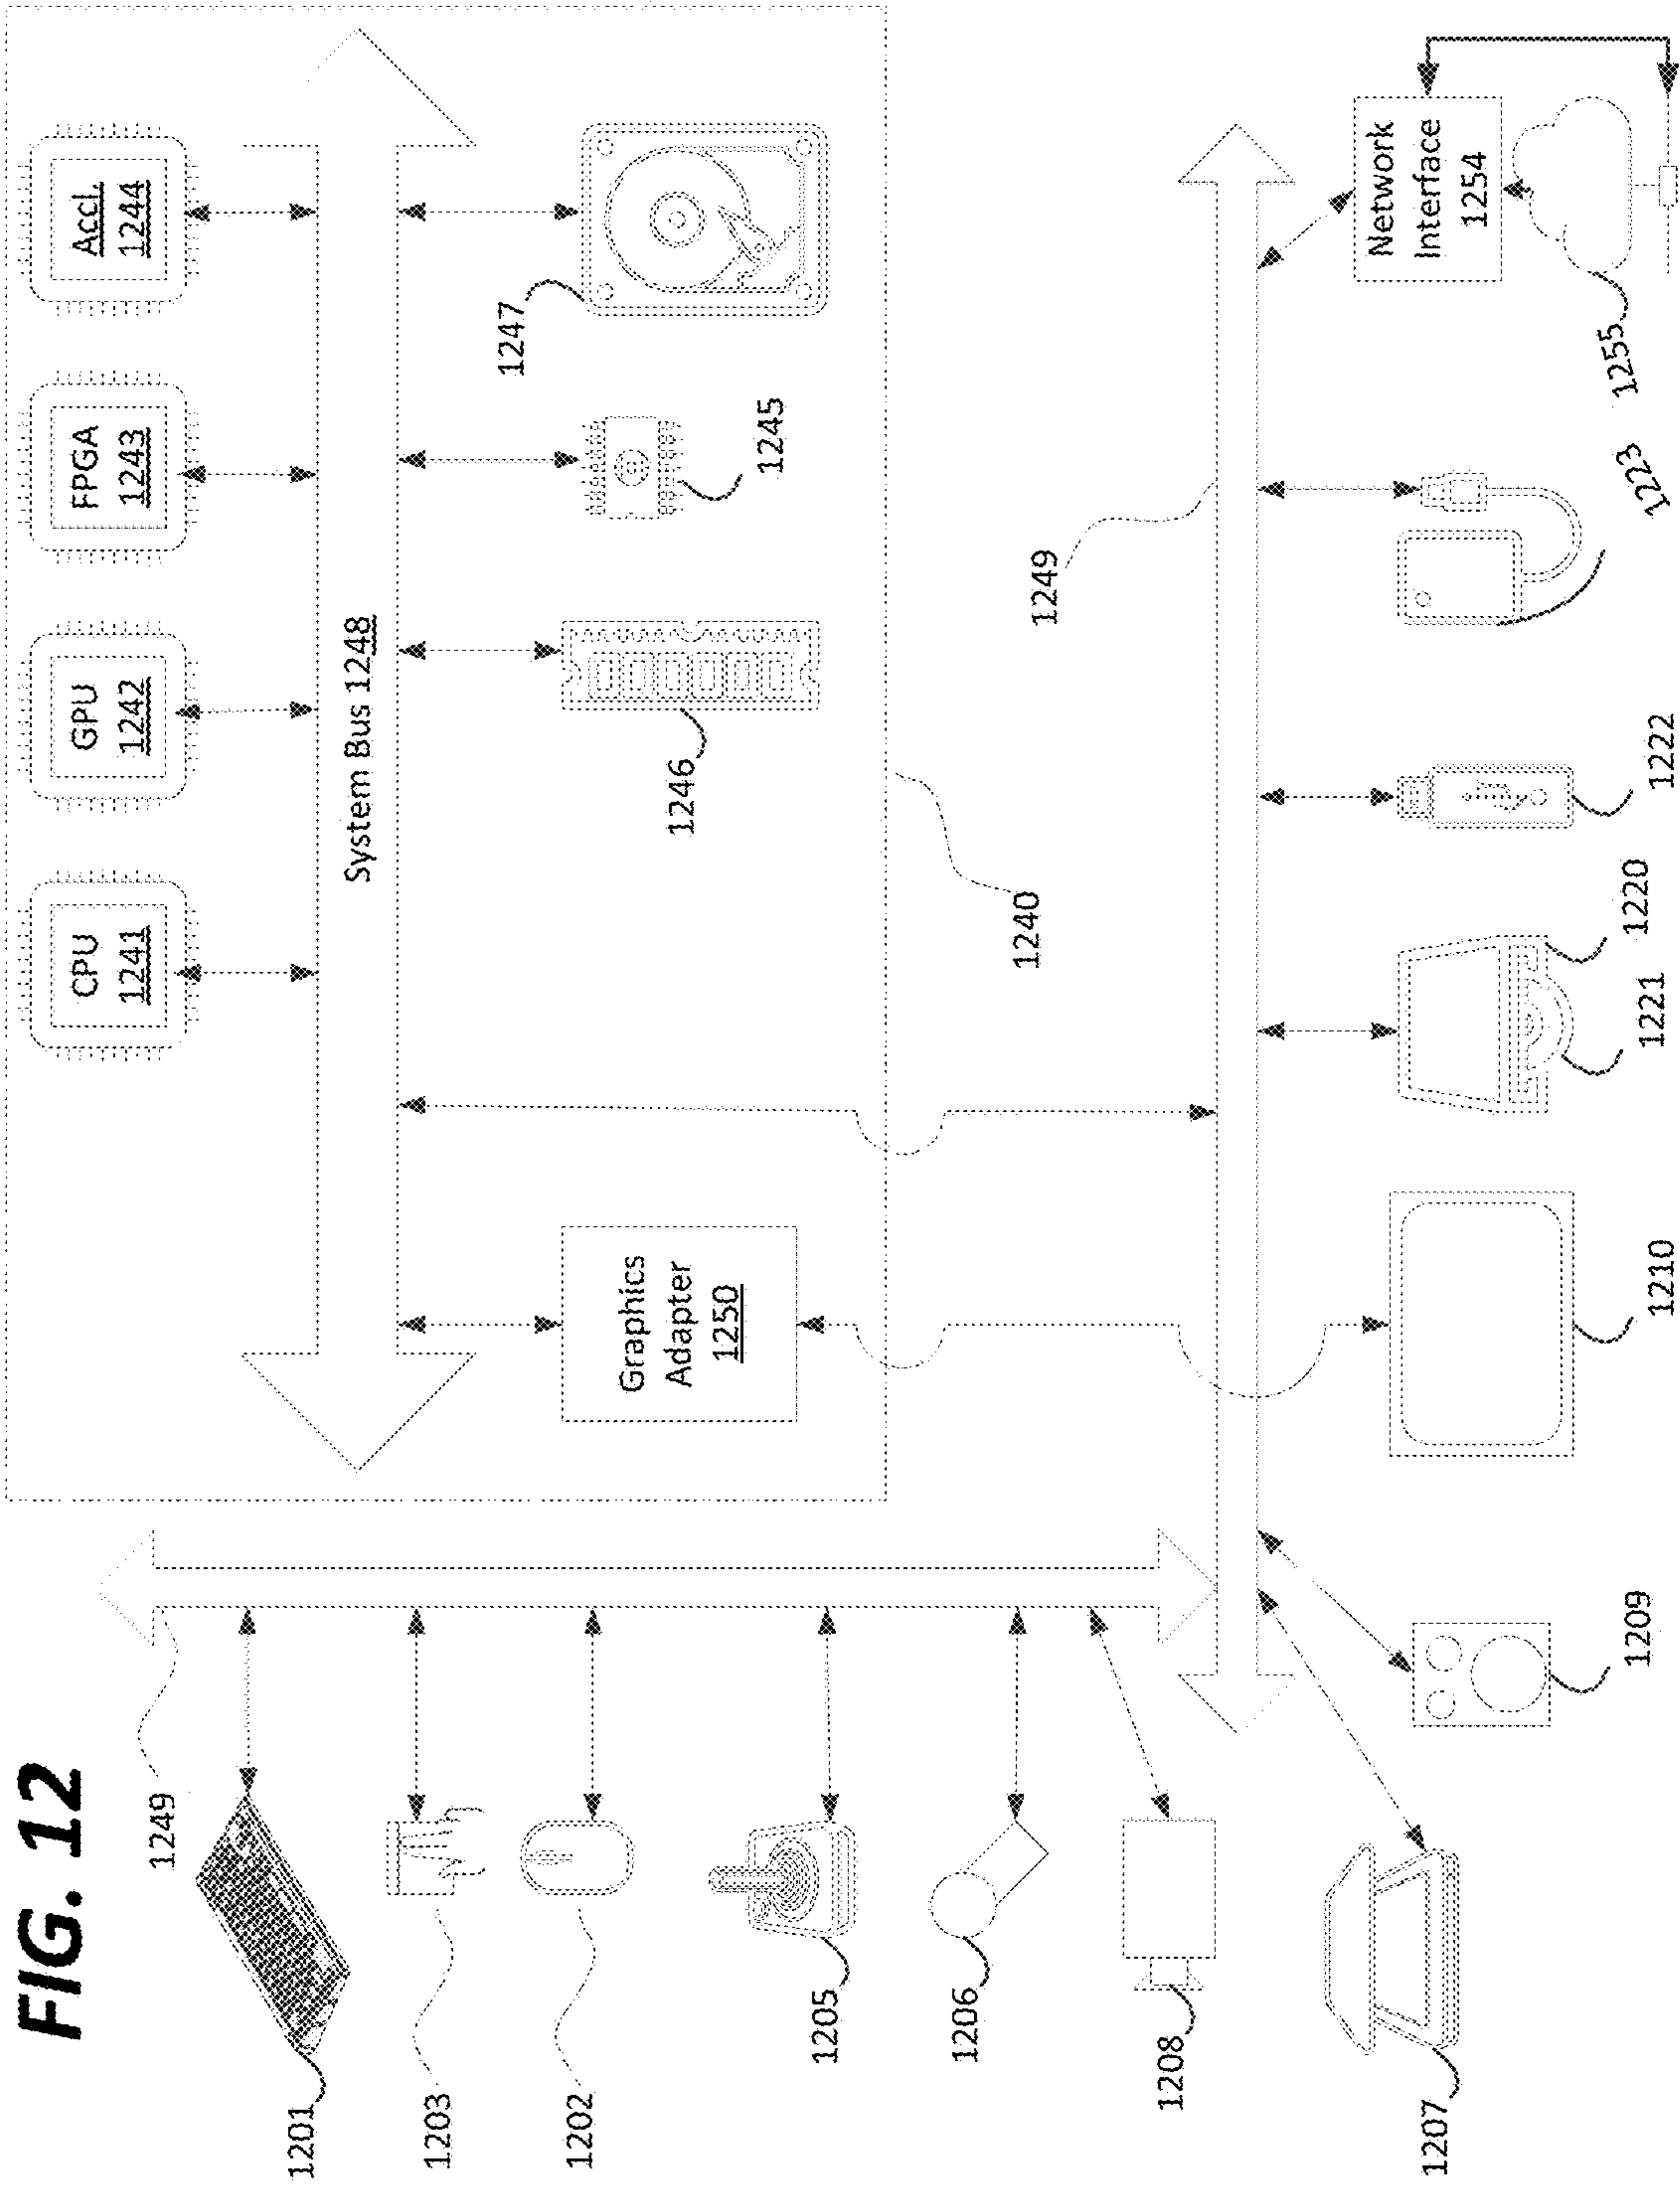 FIG. 12
1249
1201
1203
1202
1205
1206
1208
1207
1209
CPU
1241
GPU
1242
FPGA
1243
Accl.
1244
System Bus 1248
Graphics
Adapter
1250
1246
1245
1247
1240
1249
1210
1221
1220
1222
1223
Network
Interface
1254
1255